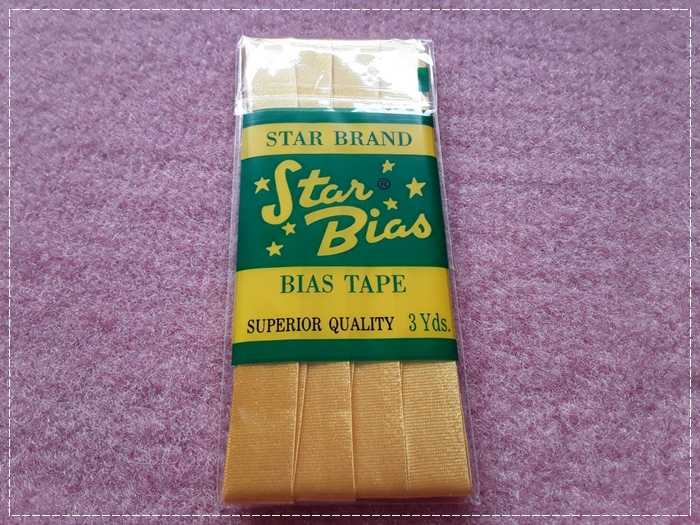 STAR BRAND
Star ®
Bias
BIAS TAPE
SUPERIOR QUALITY 3 Yds.